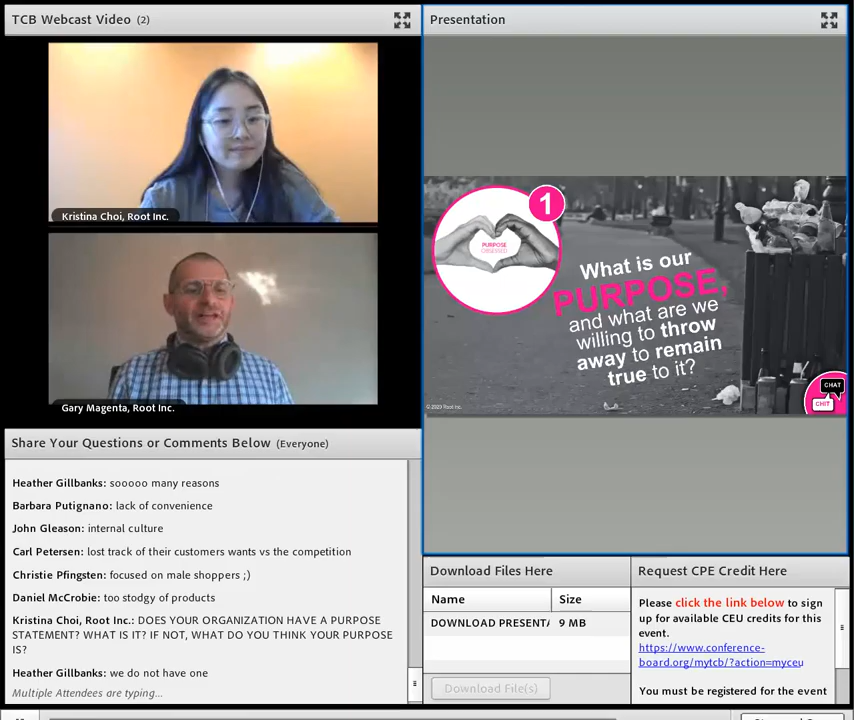 TCB Webcast Video (2)
Kristina Choi, Root Inc.
Gary Magenta, Root Inc.
Share Your Questions or Comments Below (Everyone)
Heather Gillbanks: sooooo many reasons
Barbara Putignano: lack of convenience
John Gleason: internal culture
Carl Petersen: lost track of their customers wants vs the competition
Christie Pfingsten: focused on male shoppers ;)
Daniel McCrobie: too stodgy of products
Kristina Choi, Root Inc.: DOES YOUR ORGANIZATION HAVE A PURPOSE
STATEMENT? WHAT IS IT? IF NOT, WHAT DO YOU THINK YOUR PURPOSE
IS?
Heather Gillbanks: we do not have one
Multiple Attendees are typing...
Presentation
1
PURPOSE
OBSESSED
What is our
PURPOSE,
and what are we
willing to throw
away to remain
true to it?
CHAT
CHIT
© 2023 Root Inc.
Download Files Here
Name Size
DOWNLOAD PRESENTA 9 MB
Download File(s)
Request CPE Credit Here
Please click the link below to sign
up for available CEU credits for this
event.
https://www.conference-
board.org/mytcb/?action=myceu
You must be registered for the event